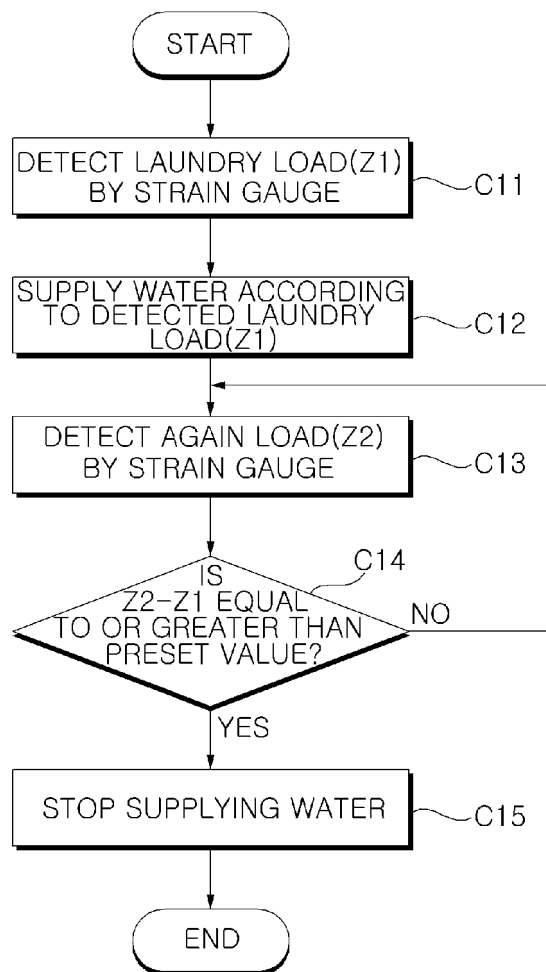 START
DETECT LAUNDRY LOAD(Z1)
BY STRAIN GAUGE
C11
SUPPLY WATER ACCORDING
TO DETECTED LAUNDRY
LOAD(Z1)
C12
DETECT AGAIN LOAD(Z2)
BY STRAIN GAUGE
C13
C14
IS
Z2-Z1 EQUAL
TO OR GREATER THAN
PRESET VALUE?
NO
YES
STOP SUPPLYING WATER
C15
END